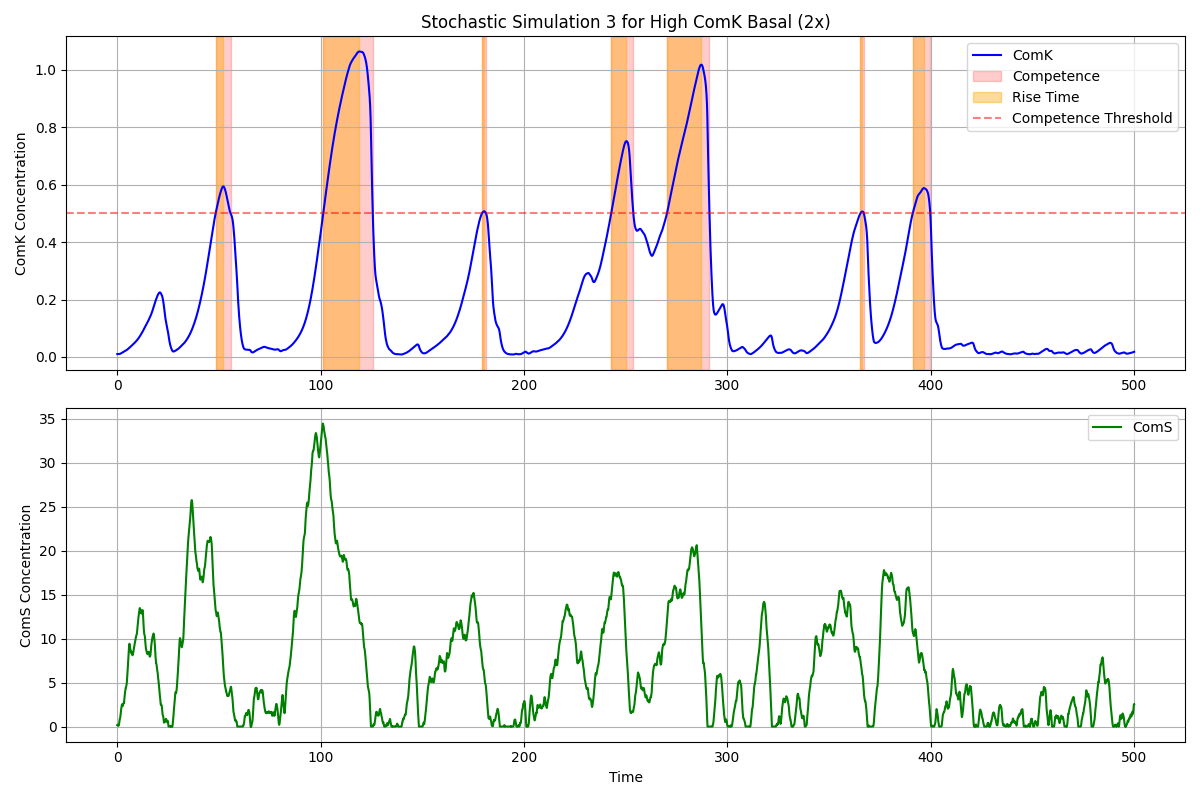 Stochastic Simulation 3 for High ComK Basal (2x)
ComK Concentration
1.0
0.8
0.6
0.4
0.2
0.0
ComK
Competence
Rise Time
Competence Threshold
0 100 200 300 400 500
ComS Concentration
35
30
25
20
15
10
5
0
ComS
0 100 200 300 400 500
Time